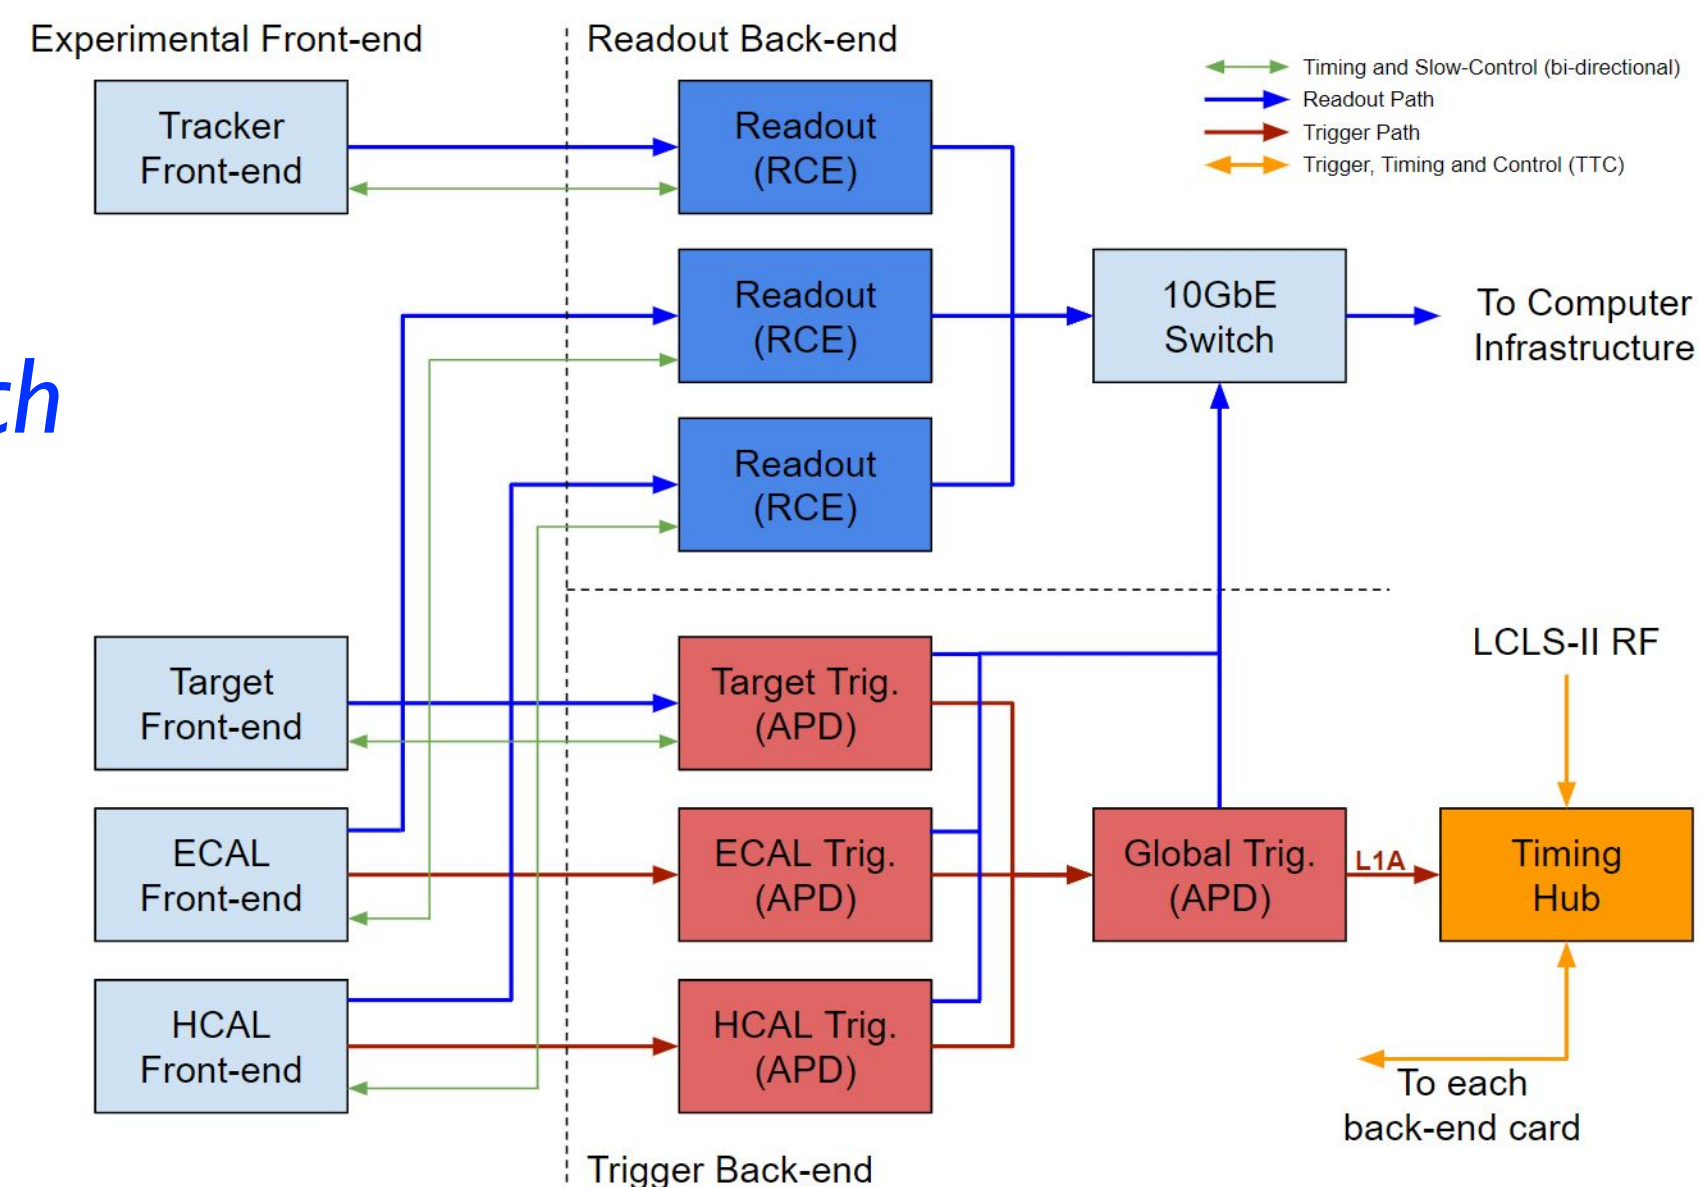 Experimental Front-end
Readout Back-end
Timing and Slow-Control (bi-directional)
Readout Path
Trigger Path
Trigger, Timing and Control (TTC)
Tracker
Front-end
Readout
(RCE)
Readout
(RCE)
10GbE
Switch
To Computer
Infrastructure
Readout
(RCE)
LCLS-II RF
Target
Front-end
Target Trig.
(APD)
ECAL
Front-end
ECAL Trig.
(APD)
Global Trig.
(APD)
L1A
Timing
Hub
HCAL
Front-end
HCAL Trig.
(APD)
To each
back-end card
Trigger Back-end